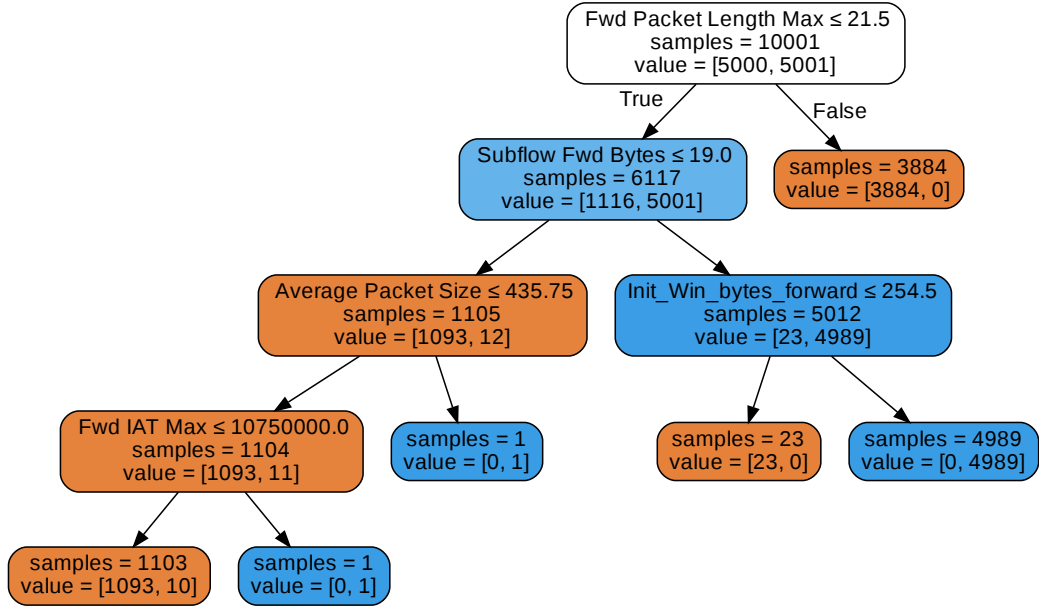 Fwd Packet Length Max ≤ 21.5
samples = 10001
value = [5000, 5001]
True
False
Subflow Fwd Bytes ≤ 19.0
samples = 6117
value = [1116, 5001]
samples = 3884
value = [3884, 0]
Average Packet Size ≤ 435.75
samples = 1105
value = [1093, 12]
Init_Win_bytes_forward ≤ 254.5
samples = 5012
value = [23, 4989]
Fwd IAT Max ≤ 10750000.0
samples = 1104
value = [1093, 11]
samples = 1
value = [0, 1]
samples = 23
value = [23, 0]
samples = 4989
value = [0, 4989]
samples = 1103
value = [1093, 10]
samples = 1
value = [0, 1]